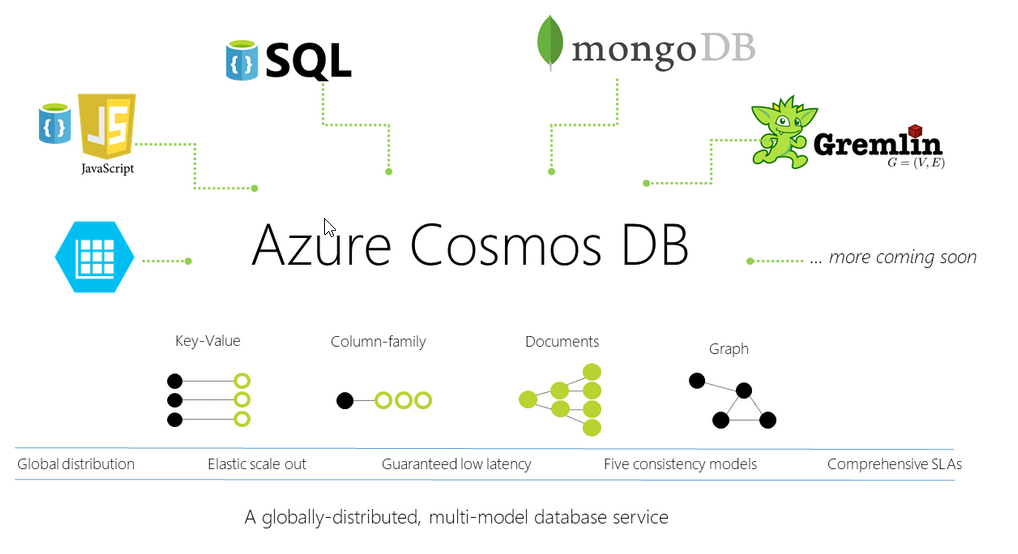 SQL
mongoDB
{ }
{ }
JS
JavaScript
Gremlin
G = (V, E)
Azure Cosmos DB
... more coming soon
Key-Value
Column-family
Documents
Graph
Global distribution
Elastic scale out
Guaranteed low latency
Five consistency models
Comprehensive SLAs
A globally-distributed, multi-model database service